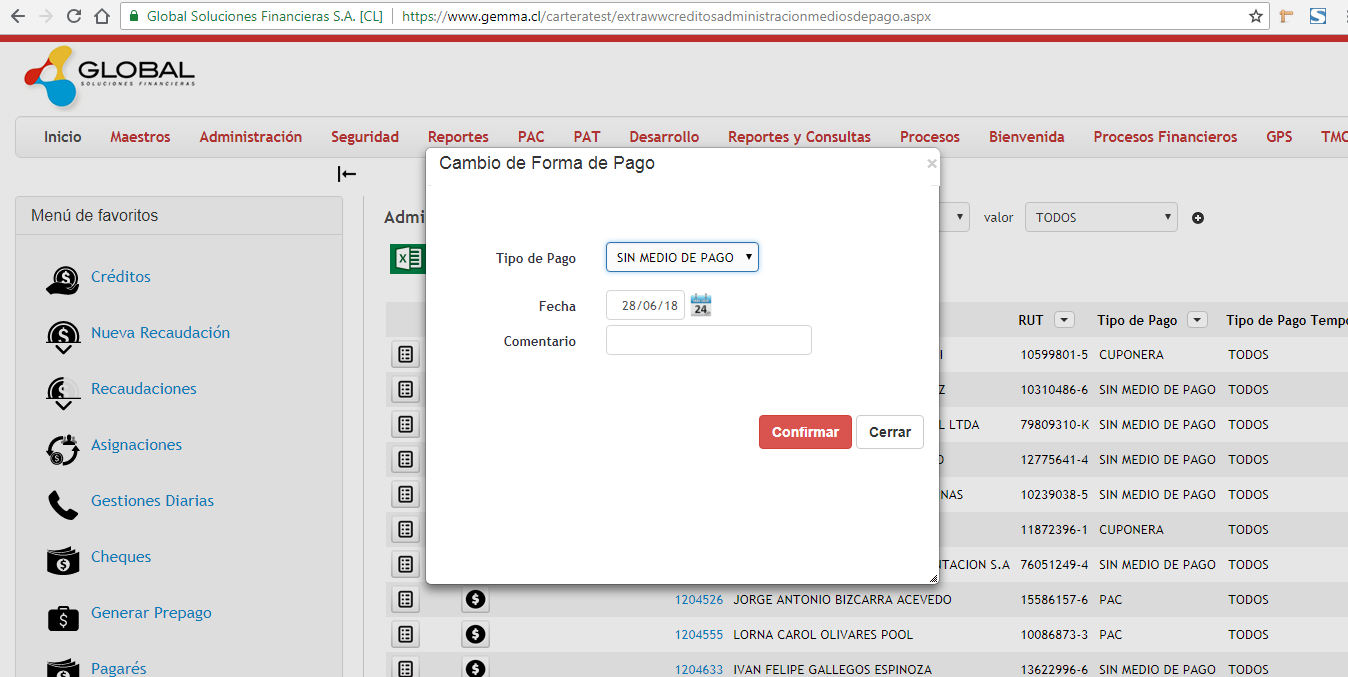 Global Soluciones Financieras S.A. [CL] https://www.gemma.cl/carteratest/extrawwcreditosadministracionmediosdepago.aspx
GLOBAL
SOLUCIONES FINANCIERAS
Inicio Maestros Administración Seguridad Reportes PAC PAT Desarrollo Reportes y Consultas Procesos Bienvenida Procesos Financieros GPS TMC
Menú de favoritos
Créditos
Nueva Recaudación
Recaudaciones
Asignaciones
Gestiones Diarias
Cheques
Generar Prepago
Pagarés
Admi
valor TODOS
Cambio de Forma de Pago ×
Tipo de Pago SIN MEDIO DE PAGO
Fecha 28/06/18 24
Comentario
Confirmar Cerrar
RUT Tipo de Pago Tipo de Pago Tempo
I 10599801-5 CUPONERA TODOS
Z 10310486-6 SIN MEDIO DE PAGO TODOS
L LTDA 79809310-K SIN MEDIO DE PAGO TODOS
O 12775641-4 SIN MEDIO DE PAGO TODOS
NAS 10239038-5 SIN MEDIO DE PAGO TODOS
11872396-1 CUPONERA TODOS
NTACION S.A 76051249-4 SIN MEDIO DE PAGO TODOS
1204526 JORGE ANTONIO BIZCARRA ACEVEDO 15586157-6 PAC TODOS
1204555 LORNA CAROL OLIVARES POOL 10086873-3 PAC TODOS
1204633 IVAN FELIPE GALLEGOS ESPINOZA 13622996-6 SIN MEDIO DE PAGO TODOS